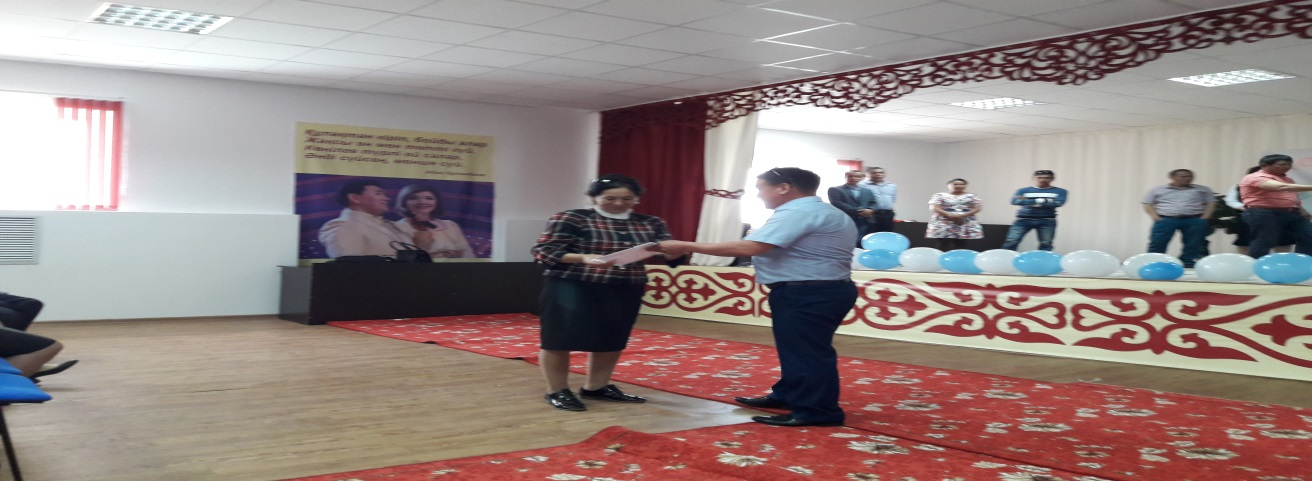 Құлақтан кіріп, бойды алар
Жақсы ән мен тәтті күй.
Көңілге түрлі ой салар,
Әнді сүйсең, менше сүй.